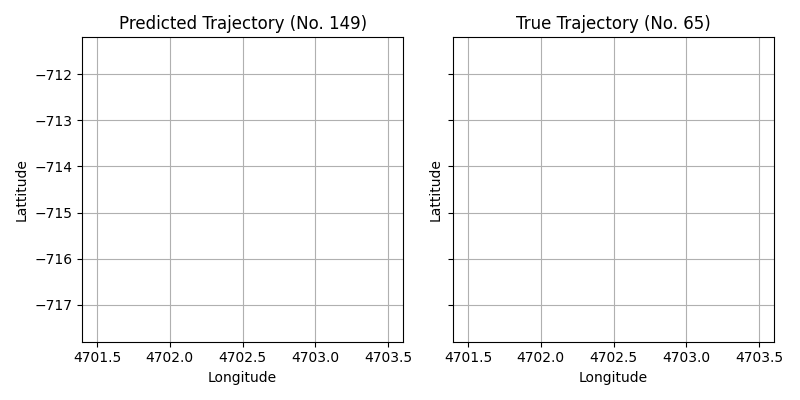 Predicted Trajectory (No. 149)
True Trajectory (No. 65)
−712
−713
−714
−715
−716
−717
Lattitude
Lattitude
4701.5 4702.0 4702.5 4703.0 4703.5
4701.5 4702.0 4702.5 4703.0 4703.5
Longitude
Longitude